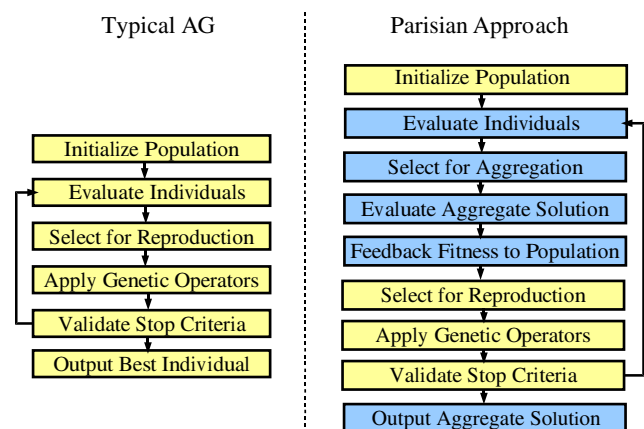 Typical AG
Initialize Population
Evaluate Individuals
Select for Reproduction
Apply Genetic Operators
Validate Stop Criteria
Output Best Individual
Parisian Approach
Initialize Population
Evaluate Individuals
Select for Aggregation
Evaluate Aggregate Solution
Feedback Fitness to Population
Select for Reproduction
Apply Genetic Operators
Validate Stop Criteria
Output Aggregate Solution